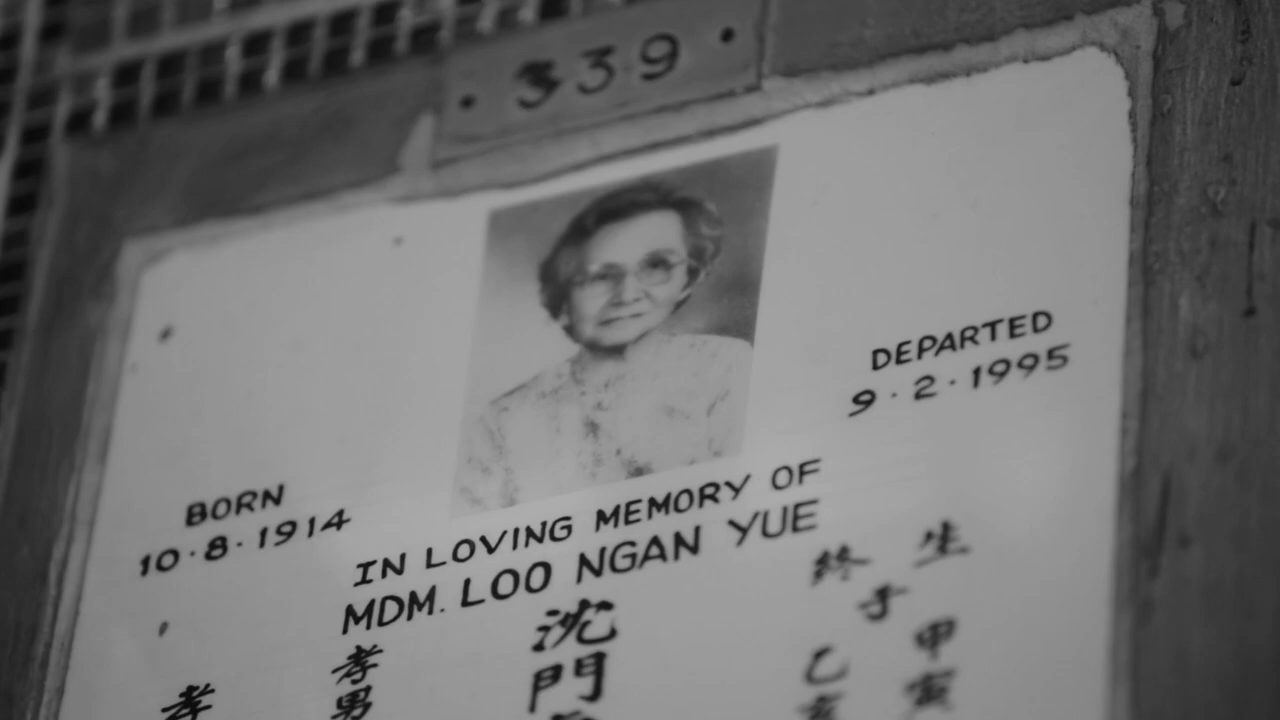 ·339·
DEPARTED
9·2·1995
BORN
10·8·1914
IN LOVING MEMORY OF
MDM. LOO NGAN YUE
生甲寅
終子乙亥
沈門
孝男
孝